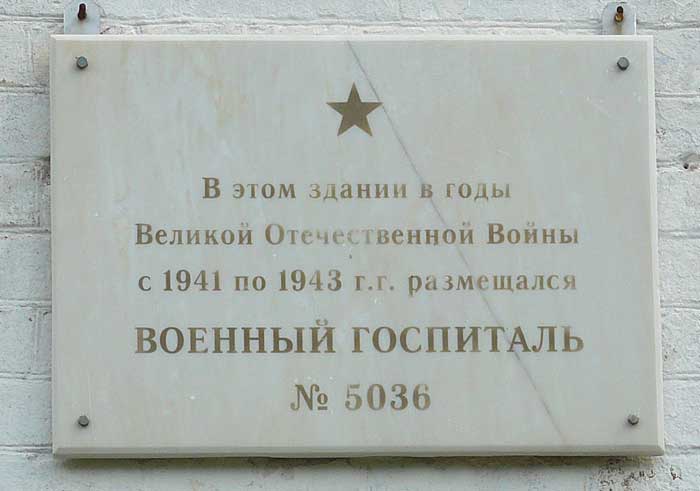 В этом здании в годы
Великой Отечественной Войны
с 1941 по 1943 г.г. размещался
ВОЕННЫЙ ГОСПИТАЛЬ
№ 5036